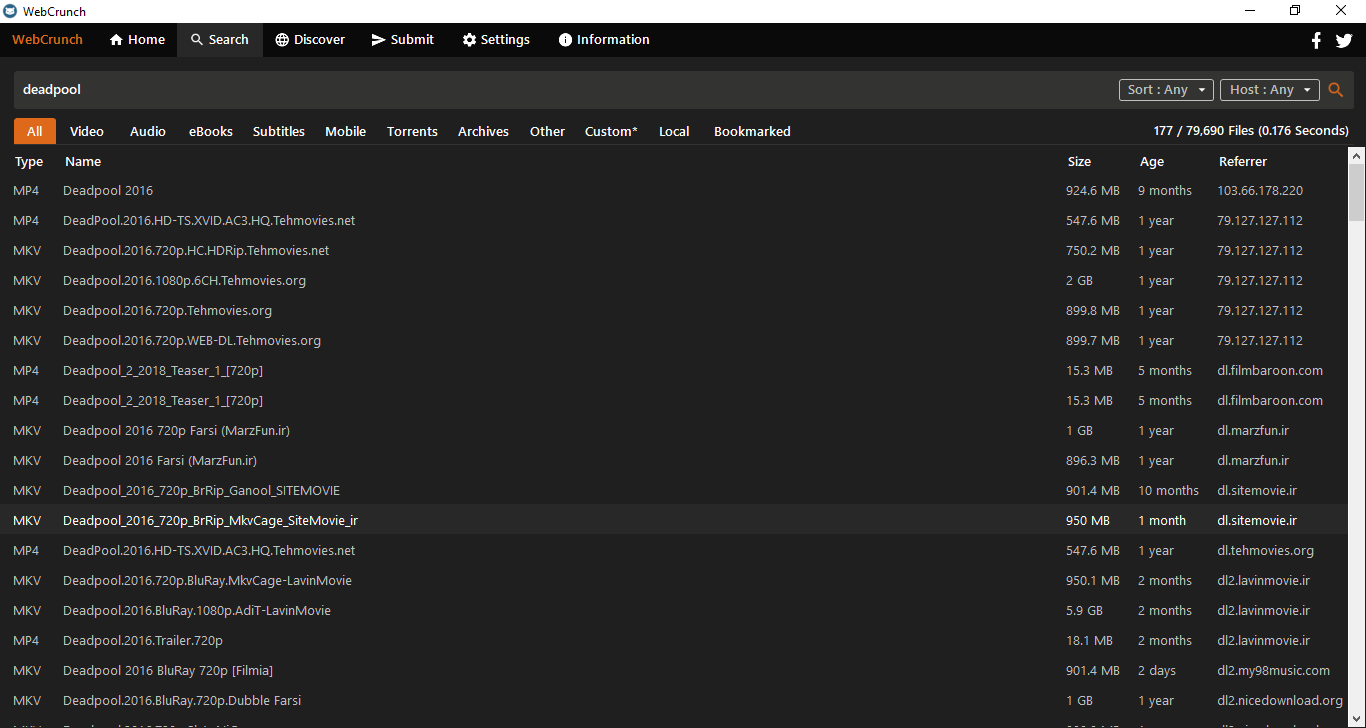 WebCrunch
WebCrunch Home Search Discover Submit Settings Information
deadpool Sort : Any Host : Any
All Video Audio eBooks Subtitles Mobile Torrents Archives Other Custom* Local Bookmarked 177 / 79,690 Files (0.176 Seconds)
Type Name Size Age Referrer
MP4 Deadpool 2016 924.6 MB 9 months 103.66.178.220
MP4 DeadPool.2016.HD-TS.XVID.AC3.HQ.Tehmovies.net 547.6 MB 1 year 79.127.127.112
MKV Deadpool.2016.720p.HC.HDRip.Tehmovies.net 750.2 MB 1 year 79.127.127.112
MKV Deadpool.2016.1080p.6CH.Tehmovies.org 2 GB 1 year 79.127.127.112
MKV Deadpool.2016.720p.Tehmovies.org 899.8 MB 1 year 79.127.127.112
MKV Deadpool.2016.720p.WEB-DL.Tehmovies.org 899.7 MB 1 year 79.127.127.112
MP4 Deadpool_2_2018_Teaser_1_[720p] 15.3 MB 5 months dl.filmbaroon.com
MP4 Deadpool_2_2018_Teaser_1_[720p] 15.3 MB 5 months dl.filmbaroon.com
MKV Deadpool 2016 720p Farsi (MarzFun.ir) 1 GB 1 year dl.marzfun.ir
MKV Deadpool 2016 Farsi (MarzFun.ir) 896.3 MB 1 year dl.marzfun.ir
MKV Deadpool_2016_720p_BrRip_Ganool_SITEMOVIE 901.4 MB 10 months dl.sitemovie.ir
MKV Deadpool_2016_720p_BrRip_MkvCage_SiteMovie_ir 950 MB 1 month dl.sitemovie.ir
MP4 DeadPool.2016.HD-TS.XVID.AC3.HQ.Tehmovies.net 547.6 MB 1 year dl.tehmovies.org
MKV Deadpool.2016.720p.BluRay.MkvCage-LavinMovie 950.1 MB 2 months dl2.lavinmovie.ir
MKV Deadpool.2016.BluRay.1080p.AdiT-LavinMovie 5.9 GB 2 months dl2.lavinmovie.ir
MP4 Deadpool.2016.Trailer.720p 18.1 MB 2 months dl2.lavinmovie.ir
MKV Deadpool 2016 BluRay 720p [Filmia] 901.4 MB 2 days dl2.my98music.com
MKV Deadpool.2016.BluRay.720p.Dubble Farsi 1 GB 1 year dl2.nicedownload.org